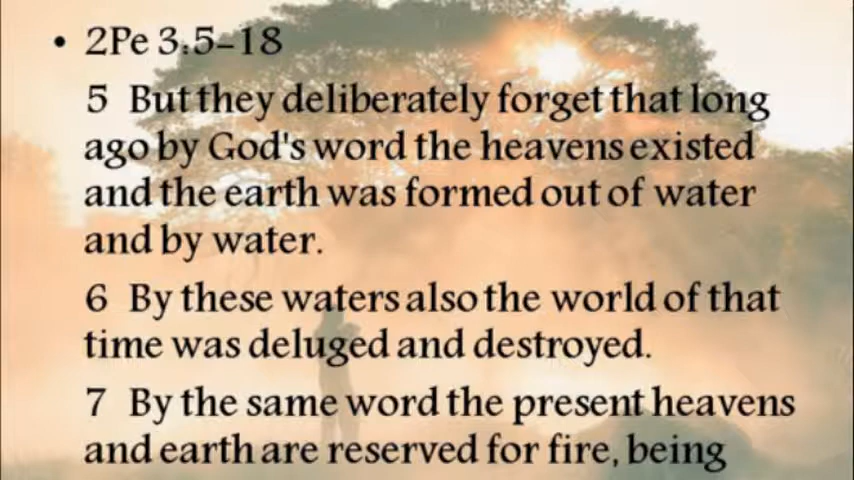 • 2Pe 3:5-18
5 But they deliberately forget that long
ago by God's word the heavens existed
and the earth was formed out of water
and by water.
6 By these waters also the world of that
time was deluged and destroyed.
7 By the same word the present heavens
and earth are reserved for fire, being